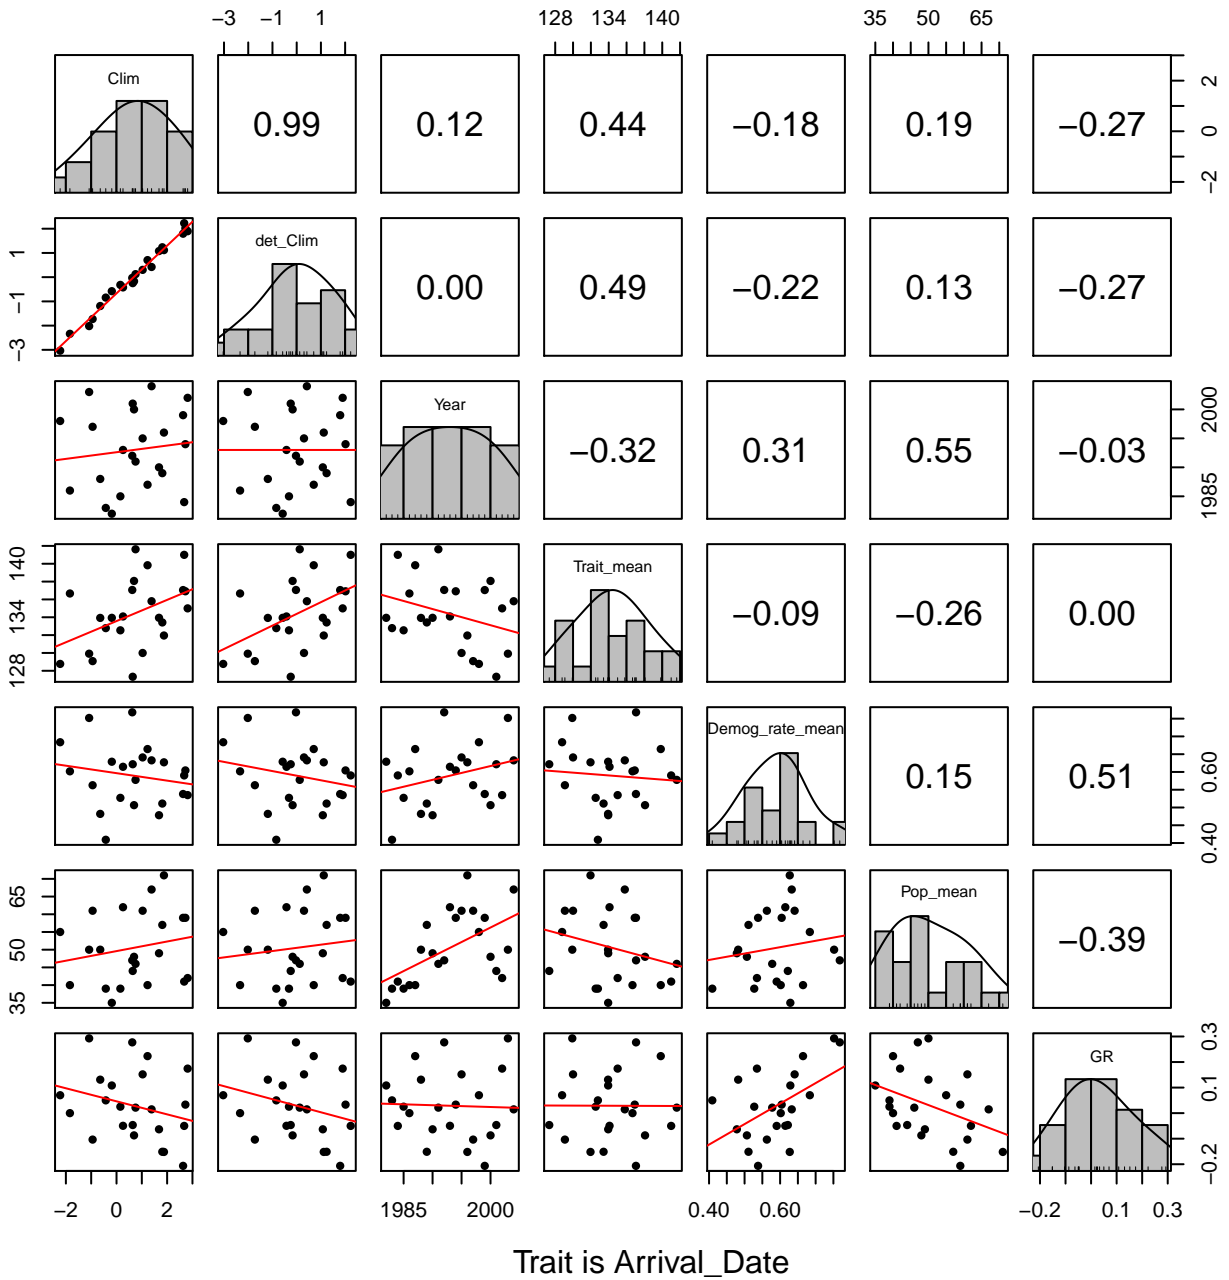 −3 −1 1 128 134 140 35 50 65
Clim 0.99 0.12 0.44 −0.18 0.19 −0.27 −2 0 2
−3 −1 1 det_Clim 0.00 0.49 −0.22 0.13 −0.27
Year −0.32 0.31 0.55 −0.03 1985 2000
128 134 140 Trait_mean −0.09 −0.26 0.00
Demog_rate_mean 0.15 0.51 0.40 0.60
35 50 65 Pop_mean −0.39
GR −0.2 0.1 0.3
−2 0 2 1985 2000 0.40 0.60 −0.2 0.1 0.3
Trait is Arrival_Date